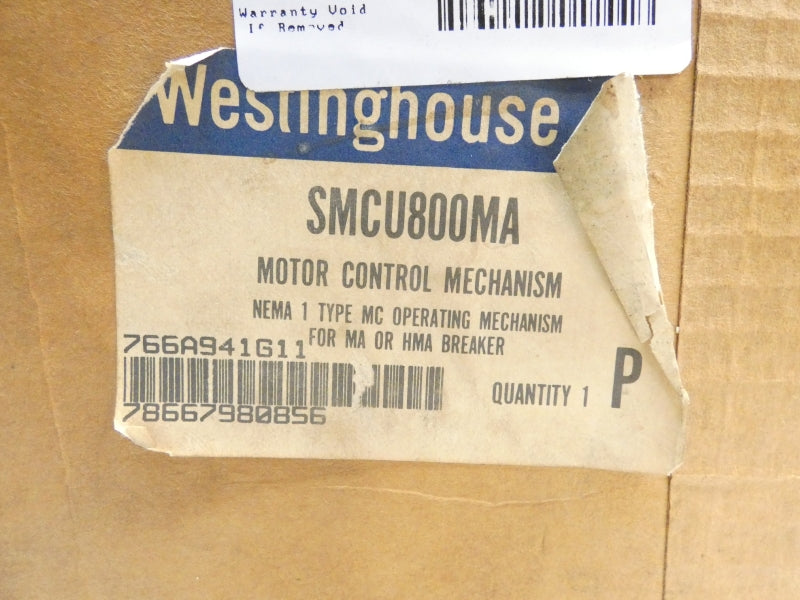 Warranty Void
If Removed
Westinghouse
SMCU800MA
MOTOR CONTROL MECHANISM
NEMA 1 TYPE MC OPERATING MECHANISM
FOR MA OR HMA BREAKER
766A941G11
78667980856
QUANTITY 1 P